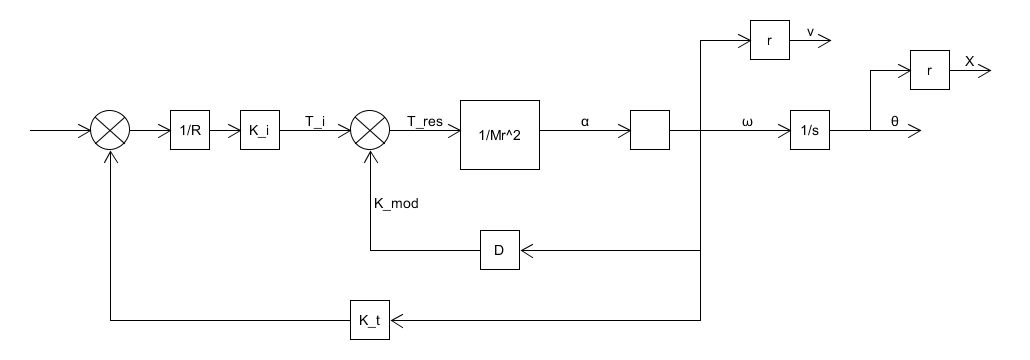 r
v
r
X
1/R
K_i
T_i
T_res
1/Mr^2
α
ω
1/s
θ
K_mod
D
K_t